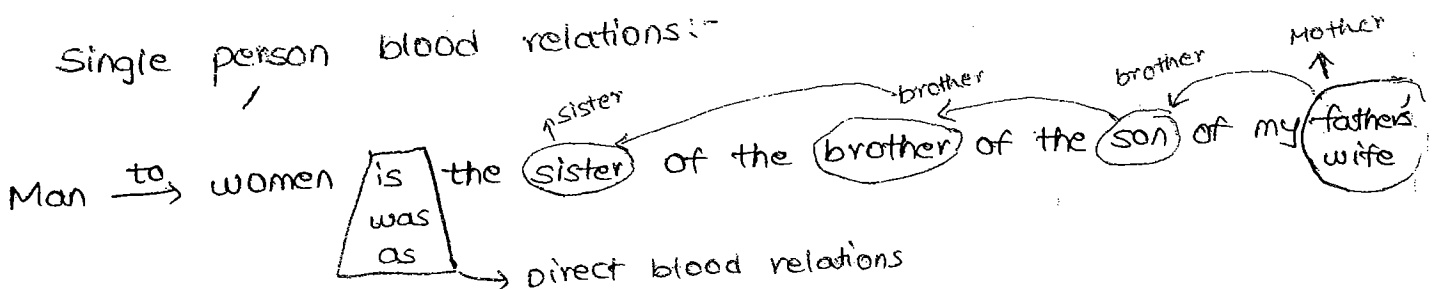 Single person blood relations:-
Mother
brother
brother
sister
Man to → women is the sister of the brother of the son of my father's wife
was
as
→ Direct blood relations